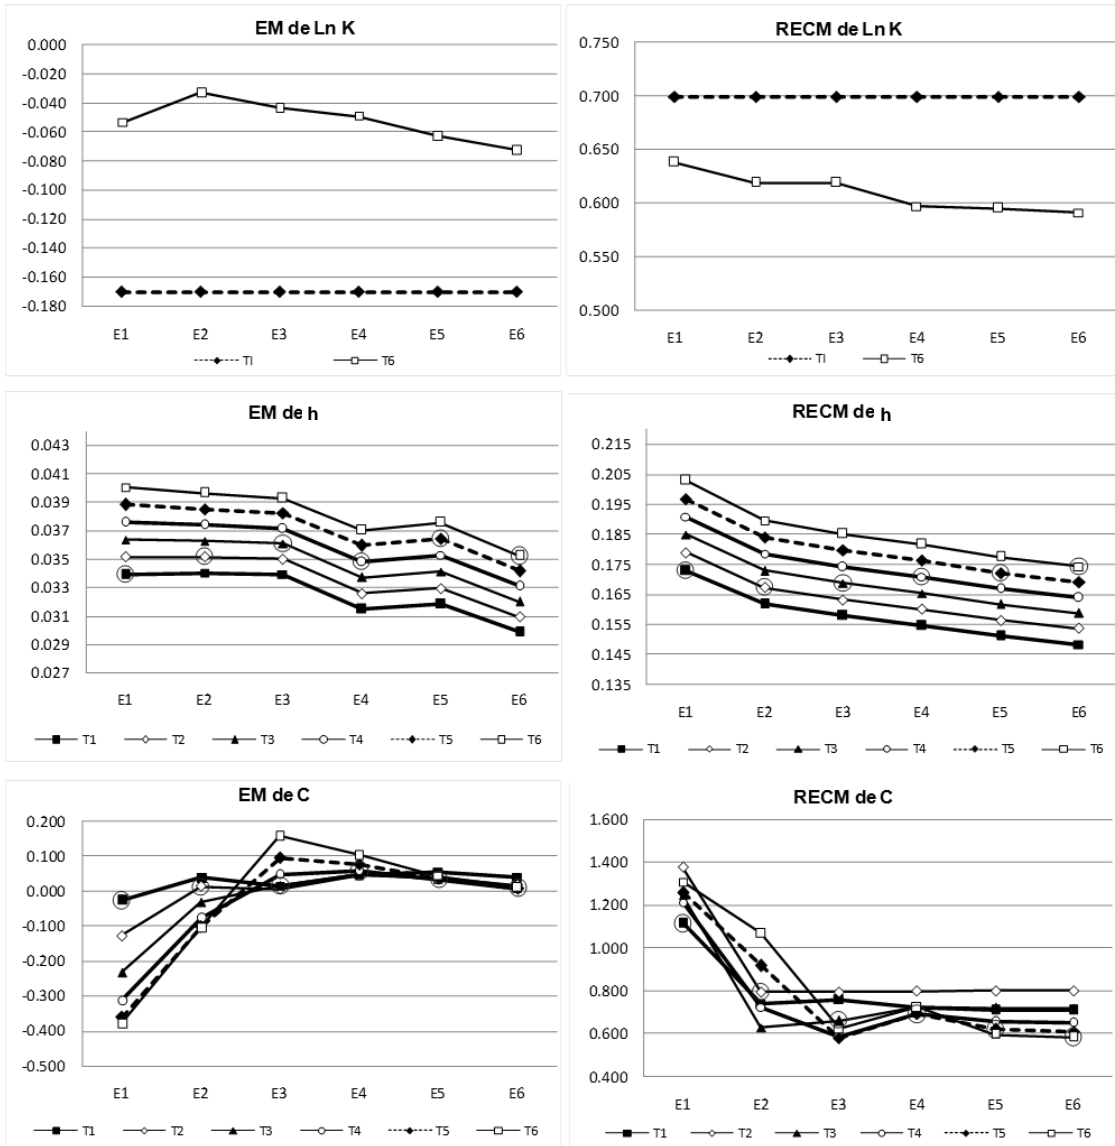 EM de Ln K
0.000
-0.020
-0.040
-0.060
-0.080
-0.100
-0.120
-0.140
-0.160
-0.180
E1 E2 E3 E4 E5 E6
TI T6
RECM de Ln K
0.750
0.700
0.650
0.600
0.550
0.500
E1 E2 E3 E4 E5 E6
TI T6
EM de h
0.043
0.041
0.039
0.037
0.035
0.033
0.031
0.029
0.027
E1 E2 E3 E4 E5 E6
T1 T2 T3 T4 T5 T6
RECM de h
0.215
0.205
0.195
0.185
0.175
0.165
0.155
0.145
0.135
E1 E2 E3 E4 E5 E6
T1 T2 T3 T4 T5 T6
EM de C
0.200
0.100
0.000
-0.100
-0.200
-0.300
-0.400
-0.500
E1 E2 E3 E4 E5 E6
T1 T2 T3 T4 T5 T6
RECM de C
1.600
1.400
1.200
1.000
0.800
0.600
0.400
E1 E2 E3 E4 E5 E6
T1 T2 T3 T4 T5 T6